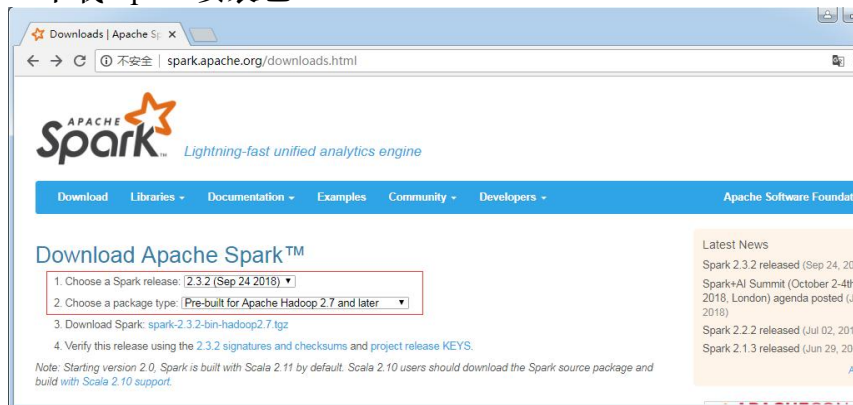 Downloads | Apache Sp
不安全 | spark.apache.org/downloads.html
APACHE
Spark™
Lightning-fast unified analytics engine
Download Libraries Documentation Examples Community Developers Apache Software Foundat
Download Apache Spark™
1. Choose a Spark release: 2.3.2 (Sep 24 2018)
2. Choose a package type: Pre-built for Apache Hadoop 2.7 and later
3. Download Spark: spark-2.3.2-bin-hadoop2.7.tgz
4. Verify this release using the 2.3.2 signatures and checksums and project release KEYS.
Note: Starting version 2.0, Spark is built with Scala 2.11 by default. Scala 2.10 users should download the Spark source package and
build with Scala 2.10 support.
Latest News
Spark 2.3.2 released (Sep 24, 20
Spark+AI Summit (October 2-4th
2018, London) agenda posted (J
2018)
Spark 2.2.2 released (Jul 02, 201
Spark 2.1.3 released (Jun 29, 20
A